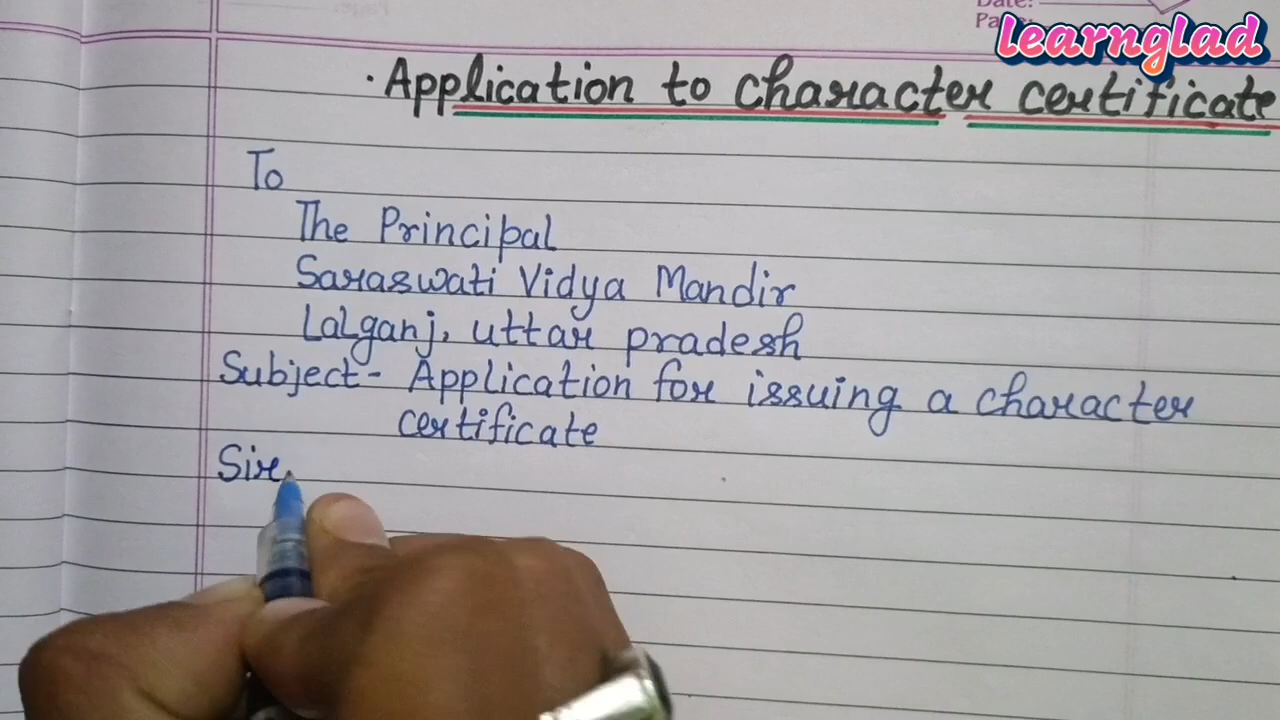 Date:
learnglad
· Application to character certificate
To
The Principal
Saraswati Vidya Mandir
LaLganj, uttar pradesh
Subject- Application for issuing a character
certificate
Sir